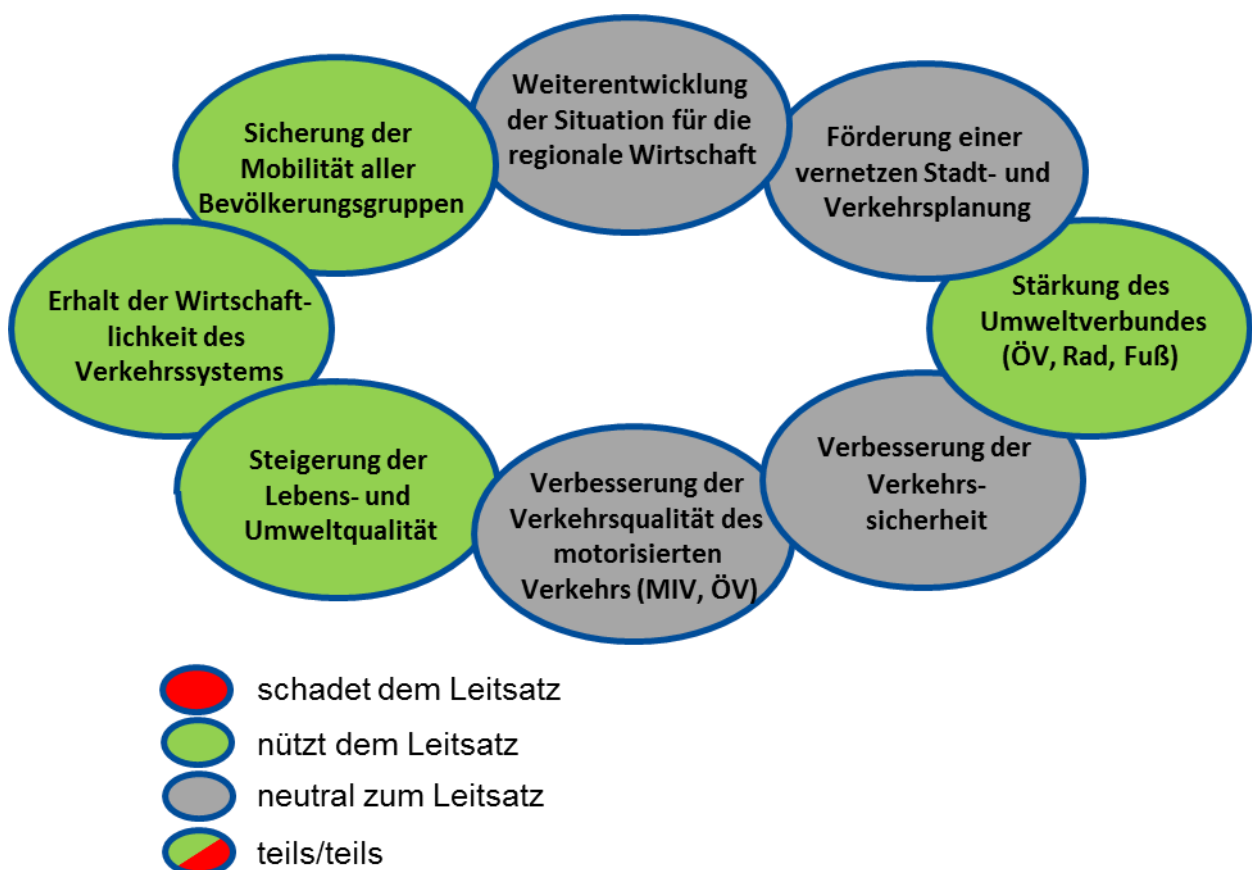 Weiterentwicklung
der Situation für die
regionale Wirtschaft
Sicherung der
Mobilität aller
Bevölkerungsgruppen
Förderung einer
vernetzen Stadt- und
Verkehrsplanung
Erhalt der Wirtschaft-
lichkeit des
Verkehrssystems
Stärkung des
Umweltverbundes
(ÖV, Rad, Fuß)
Steigerung der
Lebens- und
Umweltqualität
Verbesserung der
Verkehrsqualität des
motorisierten
Verkehrs (MIV, ÖV)
Verbesserung der
Verkehrs-
sicherheit
schadet dem Leitsatz
nützt dem Leitsatz
neutral zum Leitsatz
teils/teils